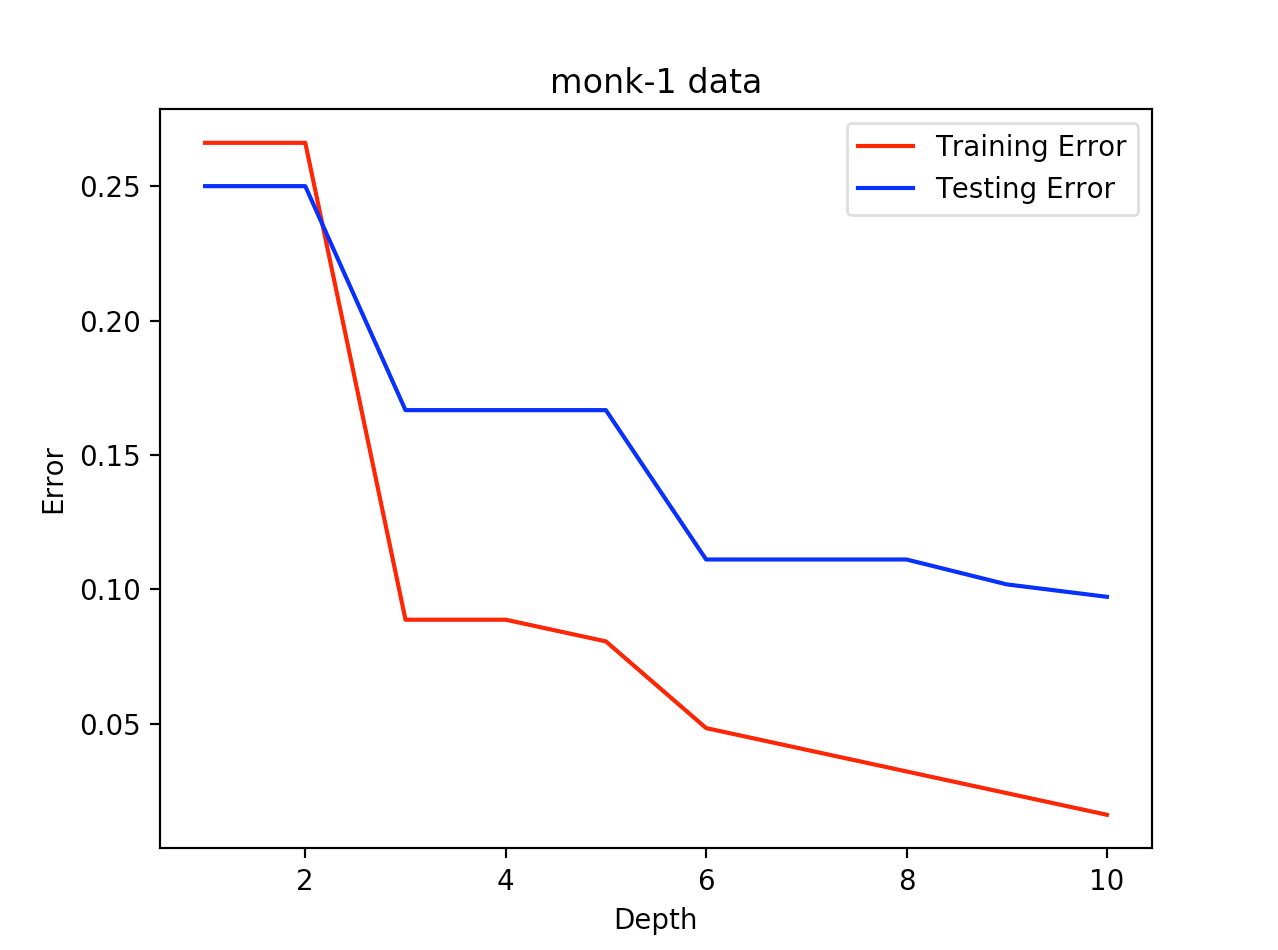 monk-1 data
Training Error
Testing Error
0.25
0.20
0.15
0.10
0.05
Error
2 4 6 8 10
Depth